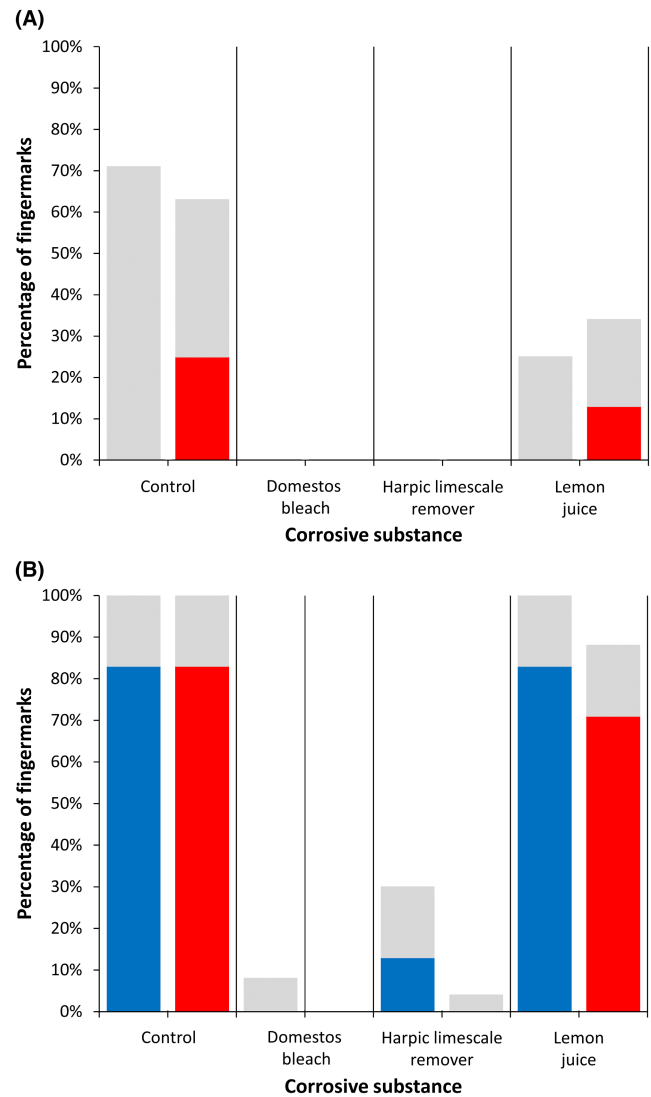 (A)
100%
90%
80%
70%
60%
50%
40%
30%
20%
10%
0%
Percentage of fingermarks
Control
Domestos
bleach
Harpic limescale
remover
Lemon
juice
Corrosive substance
(B)
100%
90%
80%
70%
60%
50%
40%
30%
20%
10%
0%
Percentage of fingermarks
Control
Domestos
bleach
Harpic limescale
remover
Lemon
juice
Corrosive substance